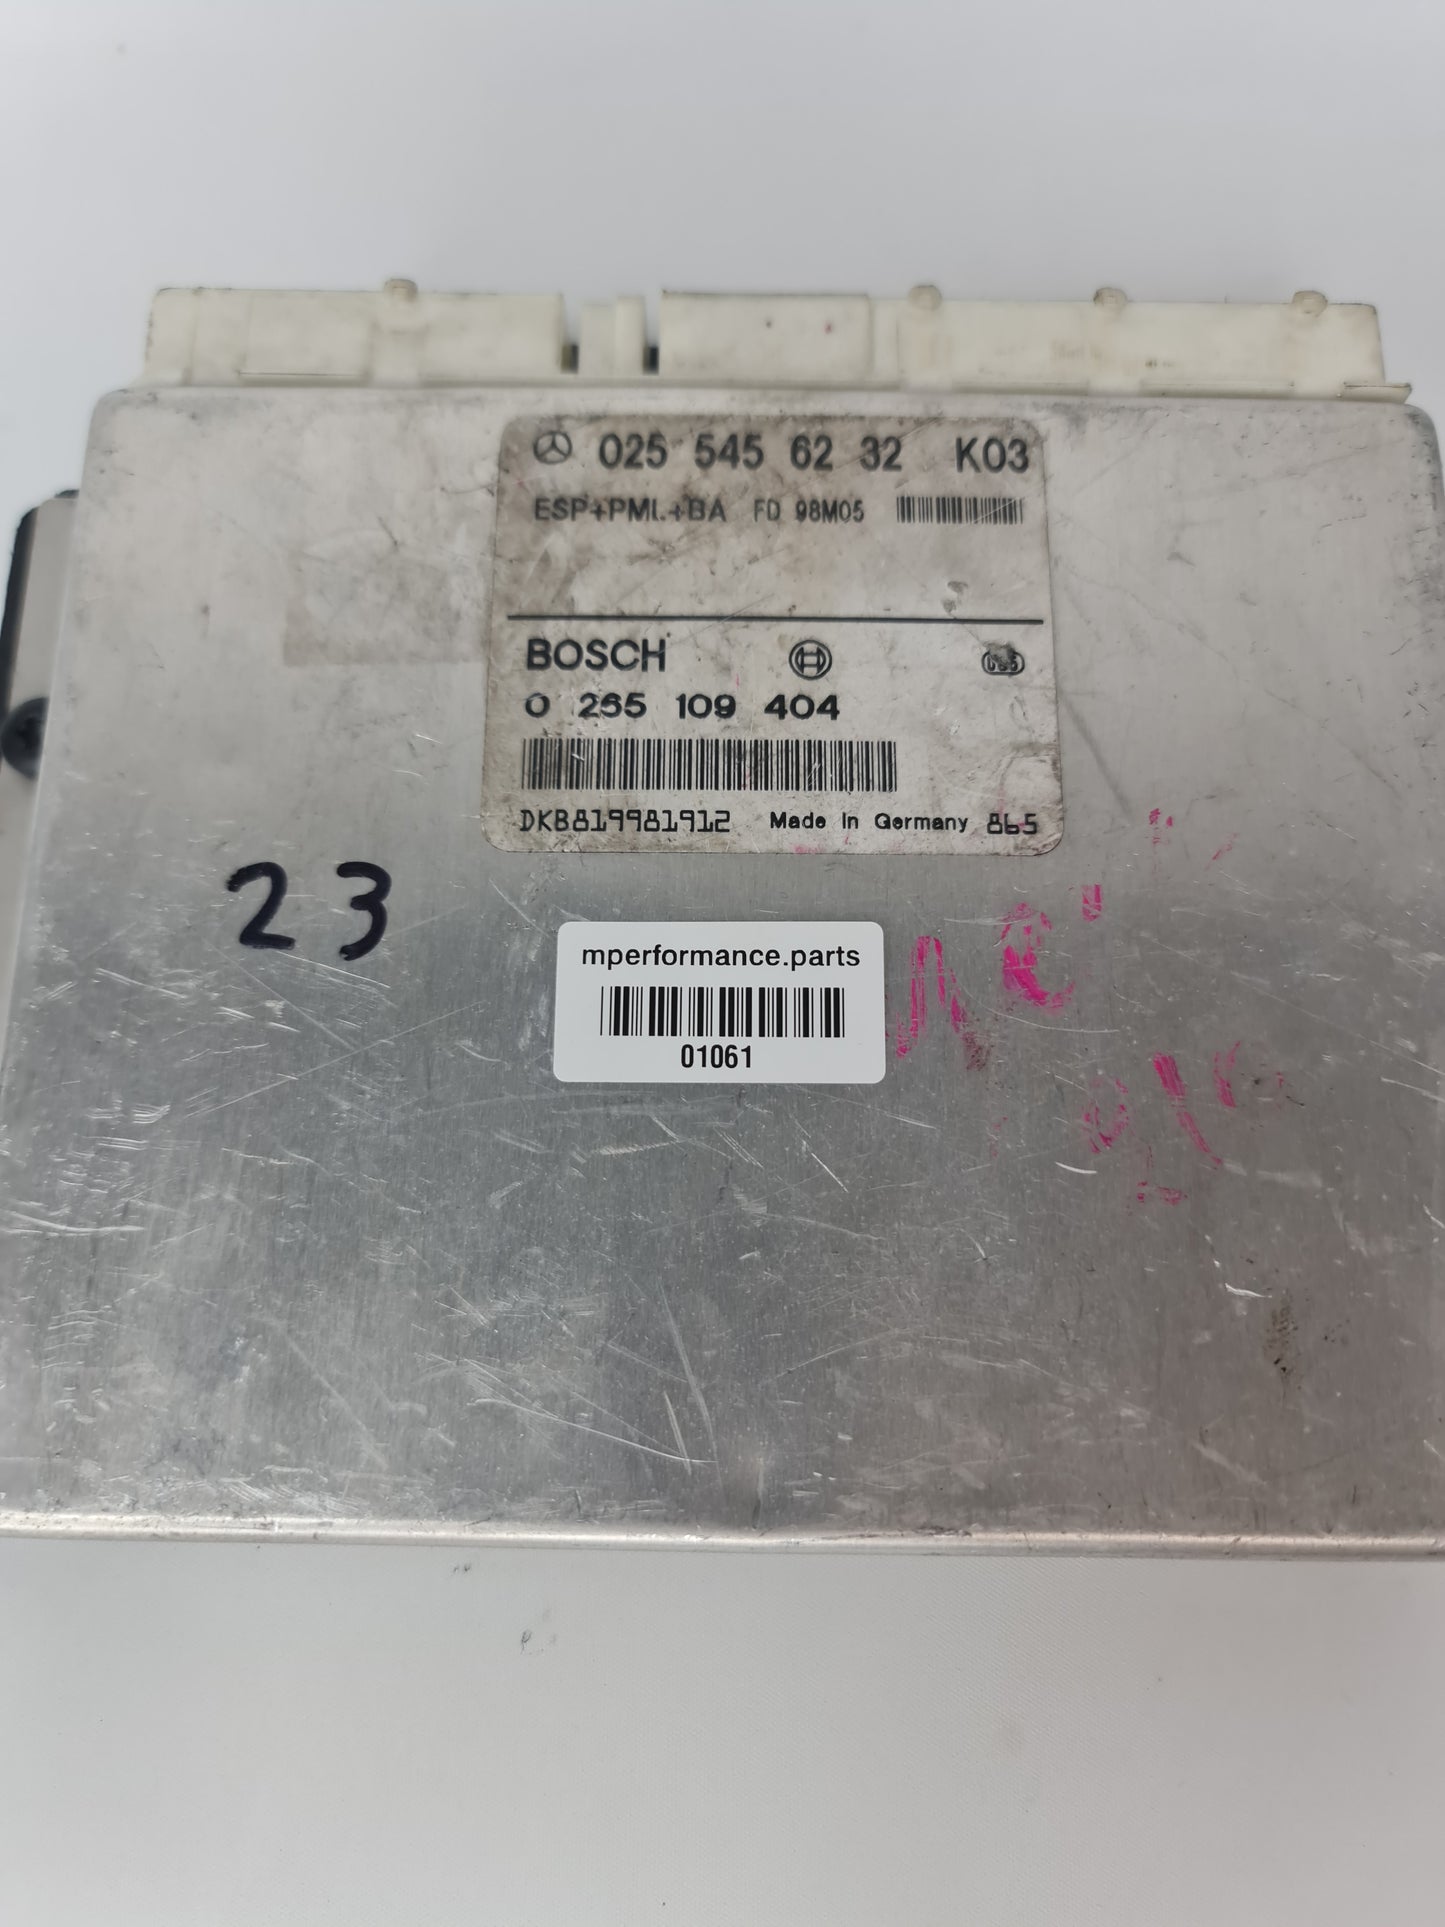 025 545 62 32 K03
ESP+PML+BA FD 98M05
BOSCH
0 265 109 404
DKB819981912 Made in Germany 865
23
mperformance.parts
01061